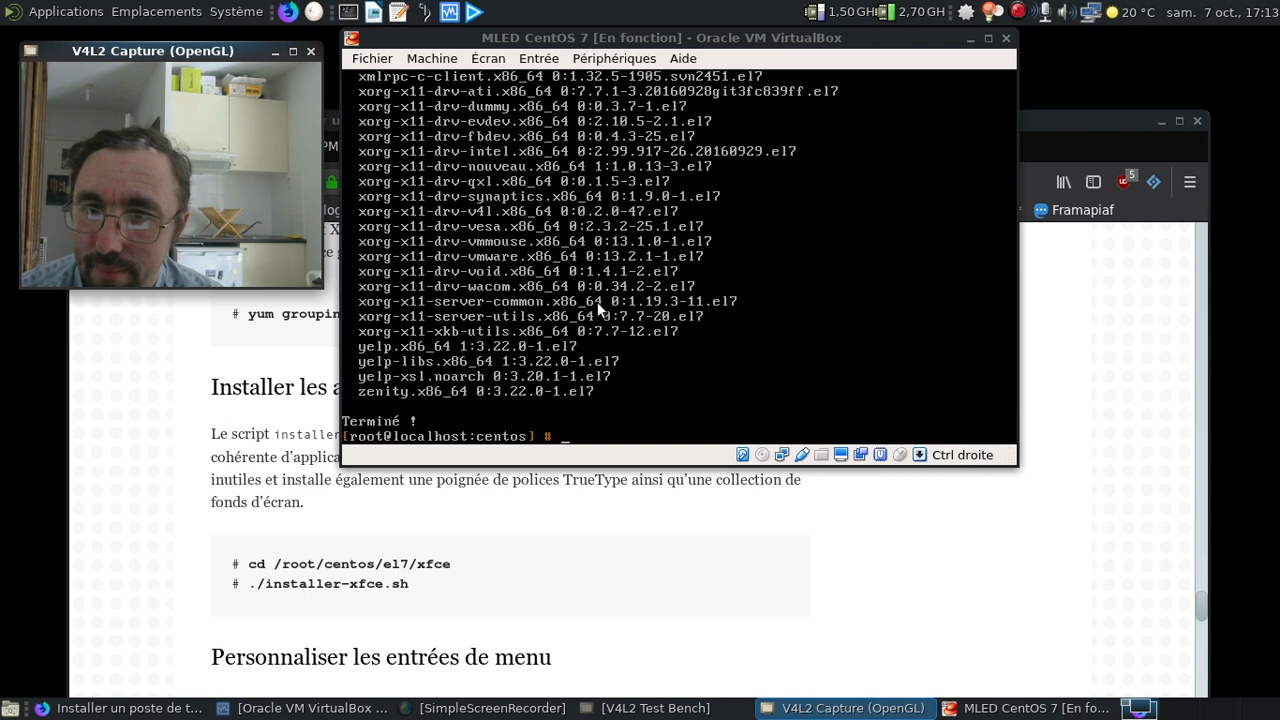 Applications Emplacements Système 1,50GH 2,70 GH 20 °C sam. 7 oct., 17:13
V4L2 Capture (OpenGL)
MLED CentOS 7 [En fonction] - Oracle VM VirtualBox
Fichier Machine Écran Entrée Périphériques Aide
xmlrpc-c-client.x86_64 0:1.32.5-1905.svn2451.el7
xorg-x11-drv-ati.x86_64 0:7.7.1-3.20160928git3fc839ff.el7
xorg-x11-drv-dummy.x86_64 0:0.3.7-1.el7
xorg-x11-drv-evdev.x86_64 0:2.10.5-2.1.el7
xorg-x11-drv-fbdev.x86_64 0:0.4.3-25.el7
xorg-x11-drv-intel.x86_64 0:2.99.917-26.20160929.el7
xorg-x11-drv-nouveau.x86_64 1:1.0.13-3.el7
xorg-x11-drv-qxl.x86_64 0:0.1.5-3.el7
xorg-x11-drv-synaptics.x86_64 0:1.9.0-1.el7
xorg-x11-drv-v4l.x86_64 0:0.2.0-47.el7
xorg-x11-drv-vesa.x86_64 0:2.3.2-25.1.el7
xorg-x11-drv-vmmouse.x86_64 0:13.1.0-1.el7
xorg-x11-drv-vmware.x86_64 0:13.2.1-1.el7
xorg-x11-drv-void.x86_64 0:1.4.1-2.el7
xorg-x11-drv-wacom.x86_64 0:0.34.2-2.el7
xorg-x11-server-common.x86_64 0:1.19.3-11.el7
xorg-x11-server-utils.x86_64 0:7.7-20.el7
xorg-x11-xkb-utils.x86_64 0:7.7-12.el7
yelp.x86_64 1:3.22.0-1.el7
yelp-libs.x86_64 1:3.22.0-1.el7
yelp-xsl.noarch 0:3.20.1-1.el7
zenity.x86_64 0:3.22.0-1.el7
Terminé !
[root@localhost:centos] # _
Ctrl droite
5
Framapiaf
# yum groupin
Installer les a
Le script installer
cohérente d'applica
inutiles et installe également une poignée de polices TrueType ainsi qu'une collection de
fonds d'écran.
# cd /root/centos/el7/xfce
# ./installer-xfce.sh
Personnaliser les entrées de menu
Installer un poste de t... [Oracle VM VirtualBox ... [SimpleScreenRecorder] [V4L2 Test Bench] V4L2 Capture (OpenGL) MLED CentOS 7 [En fo...